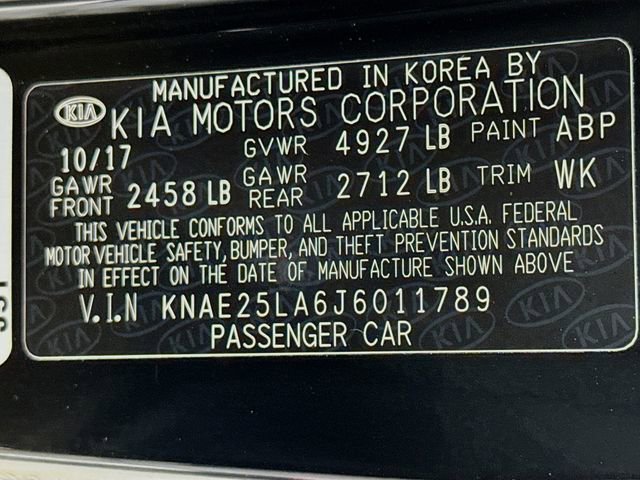 MANUFACTURED IN KOREA BY
KIA KIA MOTORS CORPORATION
10/17 GVWR 4927 LB PAINT ABP
GAWR FRONT 2458 LB GAWR REAR 2712 LB TRIM WK
THIS VEHICLE CONFORMS TO ALL APPLICABLE U.S.A. FEDERAL
MOTOR VEHICLE SAFETY, BUMPER, AND THEFT PREVENTION STANDARDS
IN EFFECT ON THE DATE OF MANUFACTURE SHOWN ABOVE
V.I.N KNAE25LA6J6011789
PASSENGER CAR